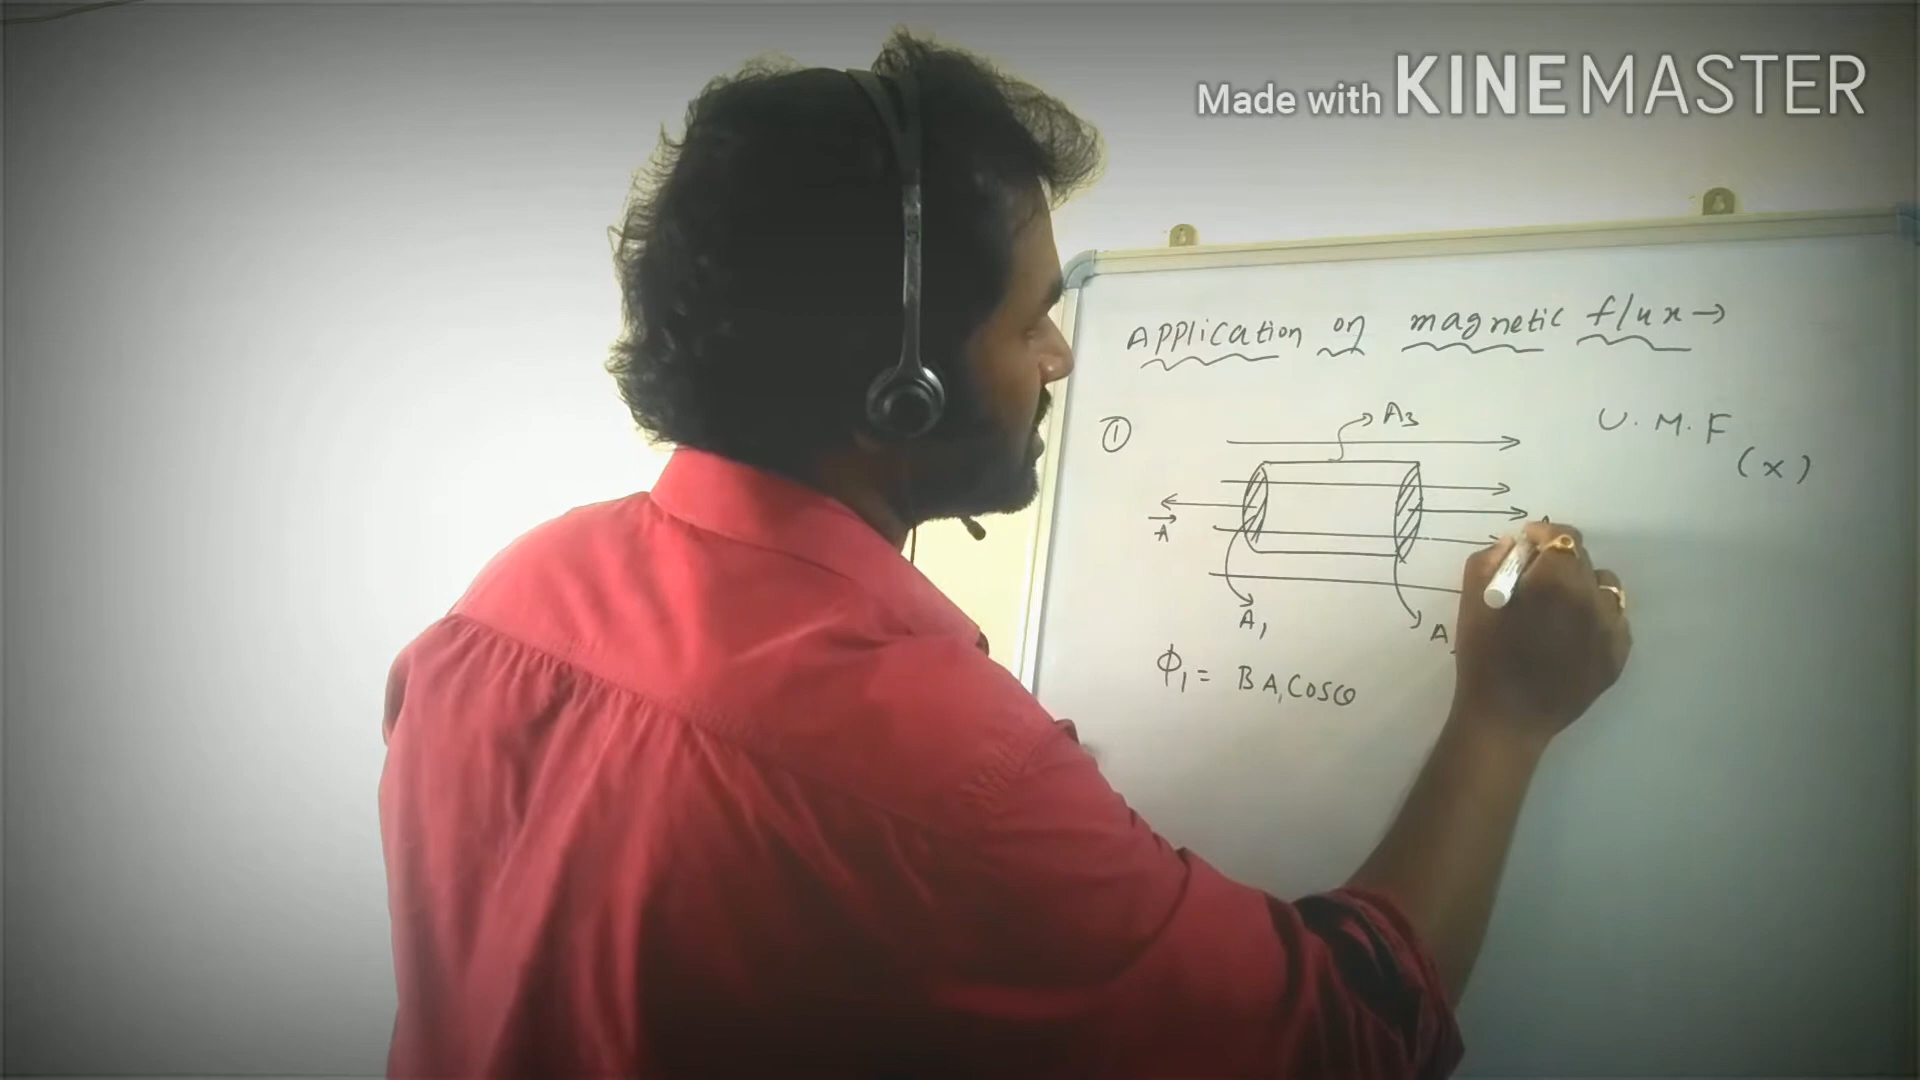 Made with KINEMASTER
APPlication on magnetic flux →
① A₃ U. M. F
(x)
A
A₁
A
ϕ₁ = BA₁Cosθ